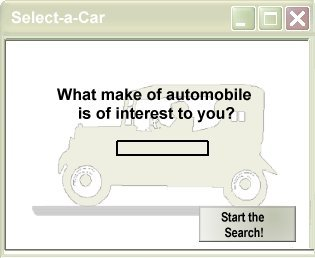 Select-a-Car
What make of automobile
is of interest to you?
Start the
Search!